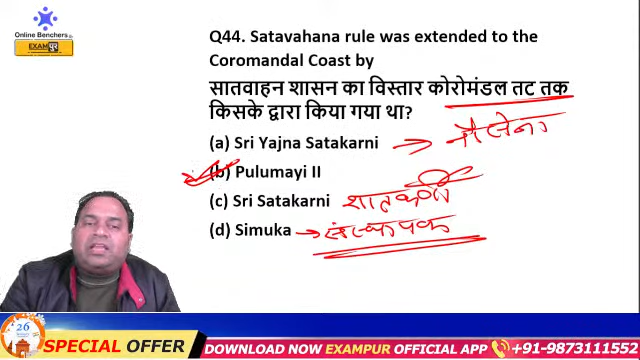 Online Benchers
EXAMपुर
Q44. Satavahana rule was extended to the
Coromandal Coast by
सातवाहन शासन का विस्तार कोरोमंडल तट तक
किसके द्वारा किया गया था?
(a) Sri Yajna Satakarni → नौसेना
(b) Pulumayi II
(c) Sri Satakarni शातकर्णी
(d) Simuka → संस्थापक
26
SPECIAL OFFER DOWNLOAD NOW EXAMPUR OFFICIAL APP +91-9873111552